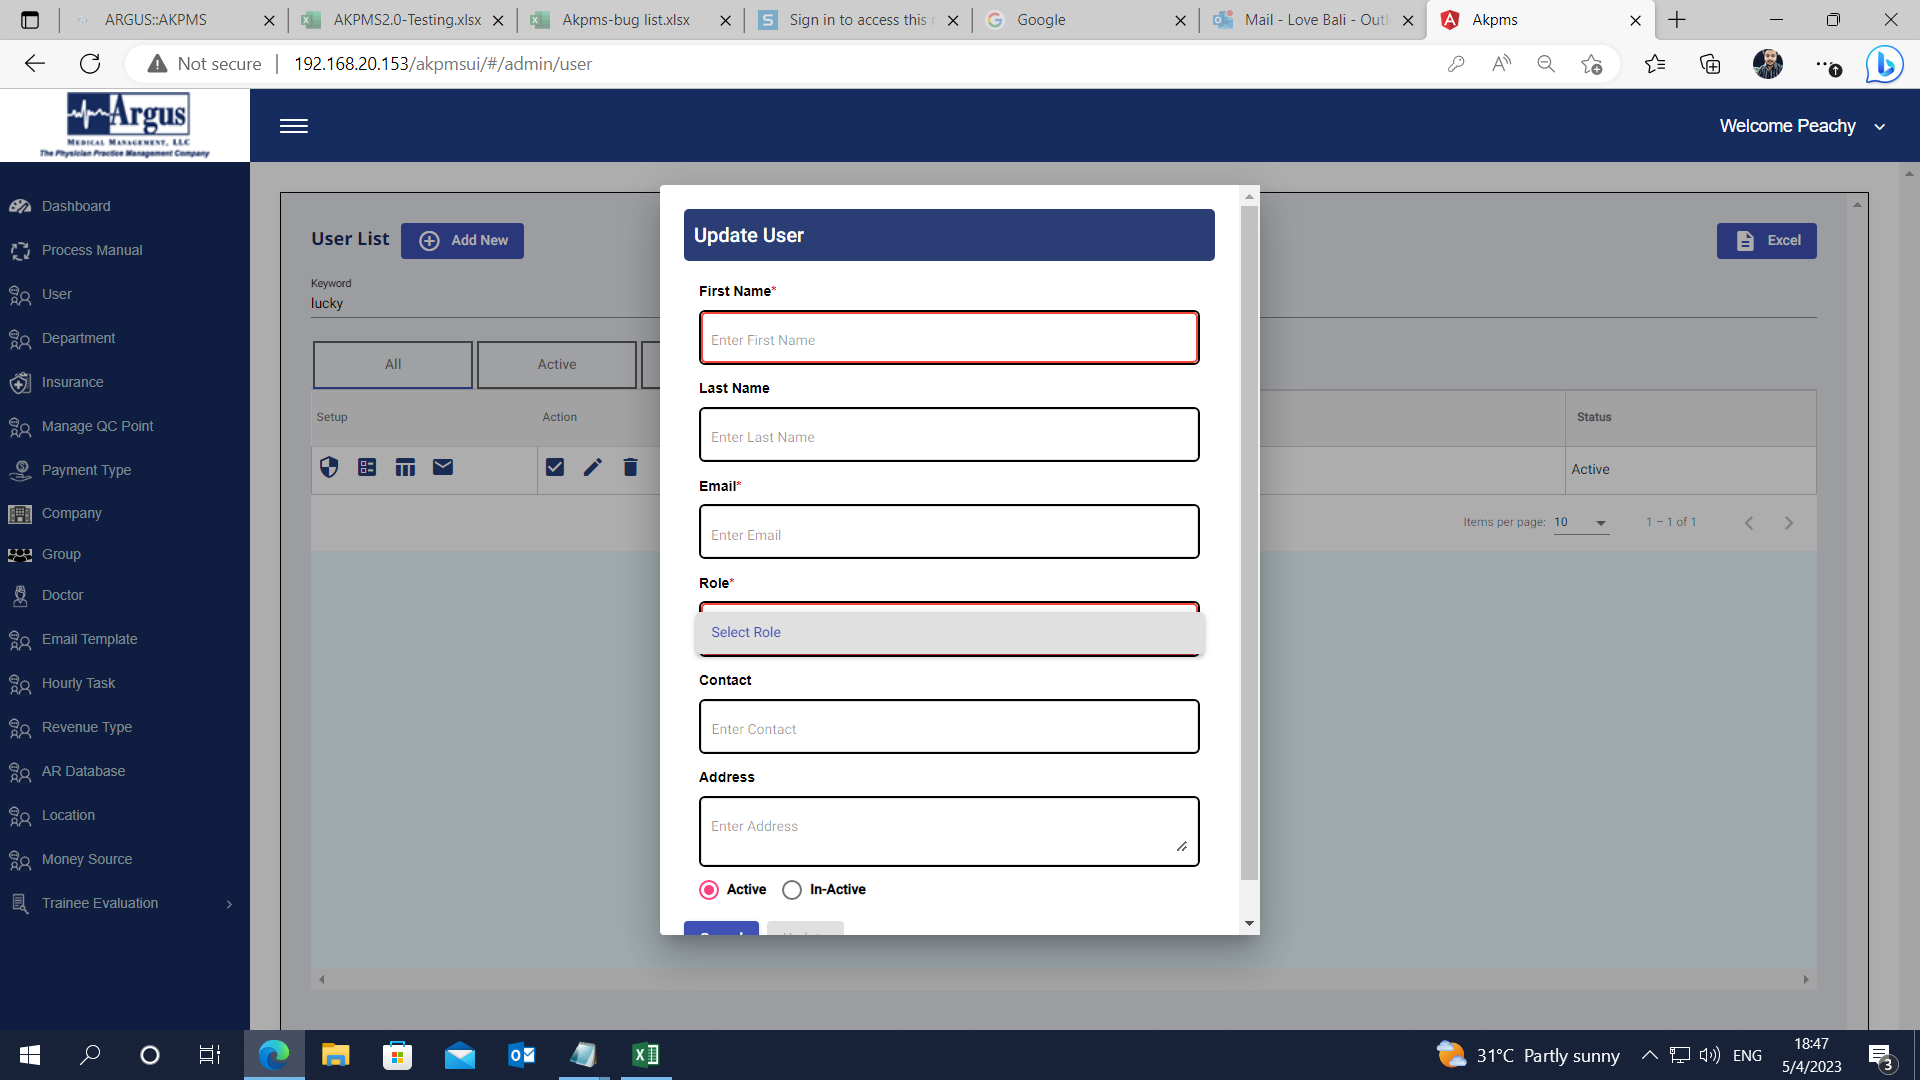 ARGUS::AKPMS
AKPMS2.0-Testing.xlsx
Akpms-bug list.xlsx
Sign in to access this
Google
Mail - Love Bali - Outl
Akpms
Not secure
192.168.20.153/akpmsui/#/admin/user
Argus
MEDICAL MANAGEMENT, LLC
The Physician Practice Management Company
Welcome Peachy
Dashboard
Process Manual
User
Department
Insurance
Manage QC Point
Payment Type
Company
Group
Doctor
Email Template
Hourly Task
Revenue Type
AR Database
Location
Money Source
Trainee Evaluation
User List
Add New
Excel
Keyword
lucky
All
Active
Setup
Action
Status
Active
Items per page: 10
1 – 1 of 1
Update User
First Name*
Enter First Name
Last Name
Enter Last Name
Email*
Enter Email
Role*
Select Role
Contact
Enter Contact
Address
Enter Address
Active
In-Active
31°C Partly sunny
ENG
18:47
5/4/2023
3